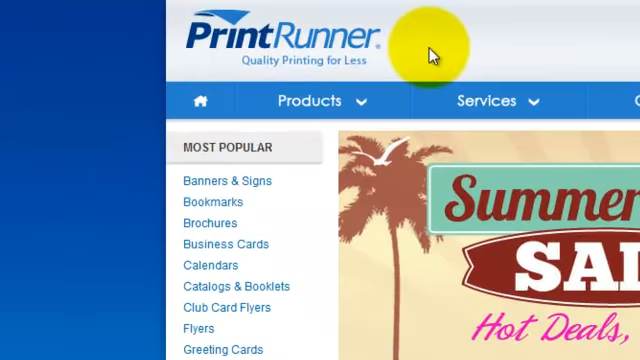 PrintRunner®
Quality Printing for Less
Products
Services
MOST POPULAR
Banners & Signs
Bookmarks
Brochures
Business Cards
Calendars
Catalogs & Booklets
Club Card Flyers
Flyers
Greeting Cards
Summer
SAL
Hot Deals,